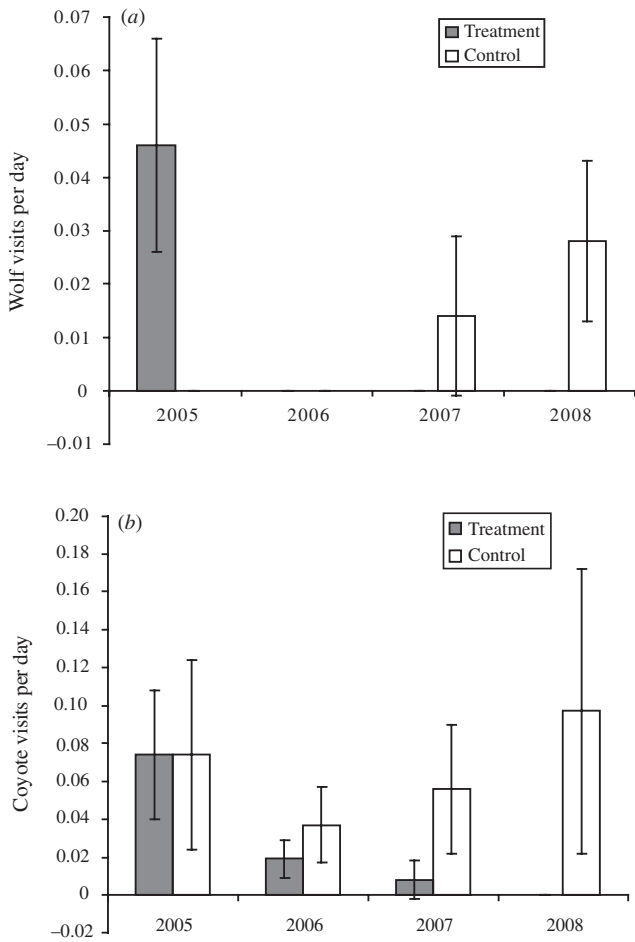 (a)
Treatment
Control
0.07
0.06
0.05
0.04
0.03
0.02
0.01
0
–0.01
Wolf visits per day
2005 2006 2007 2008
(b)
Treatment
Control
0.20
0.18
0.16
0.14
0.12
0.10
0.08
0.06
0.04
0.02
0
–0.02
Coyote visits per day
2005 2006 2007 2008